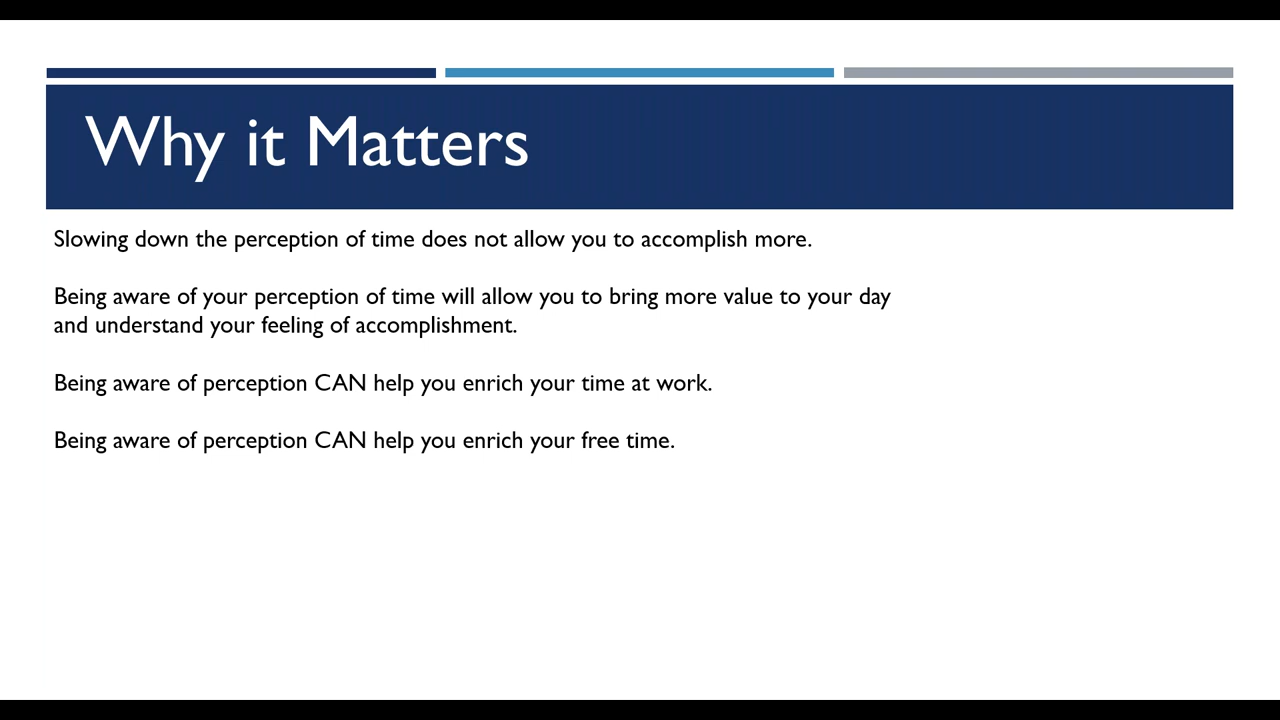 Why it Matters
Slowing down the perception of time does not allow you to accomplish more.
Being aware of your perception of time will allow you to bring more value to your day
and understand your feeling of accomplishment.
Being aware of perception CAN help you enrich your time at work.
Being aware of perception CAN help you enrich your free time.